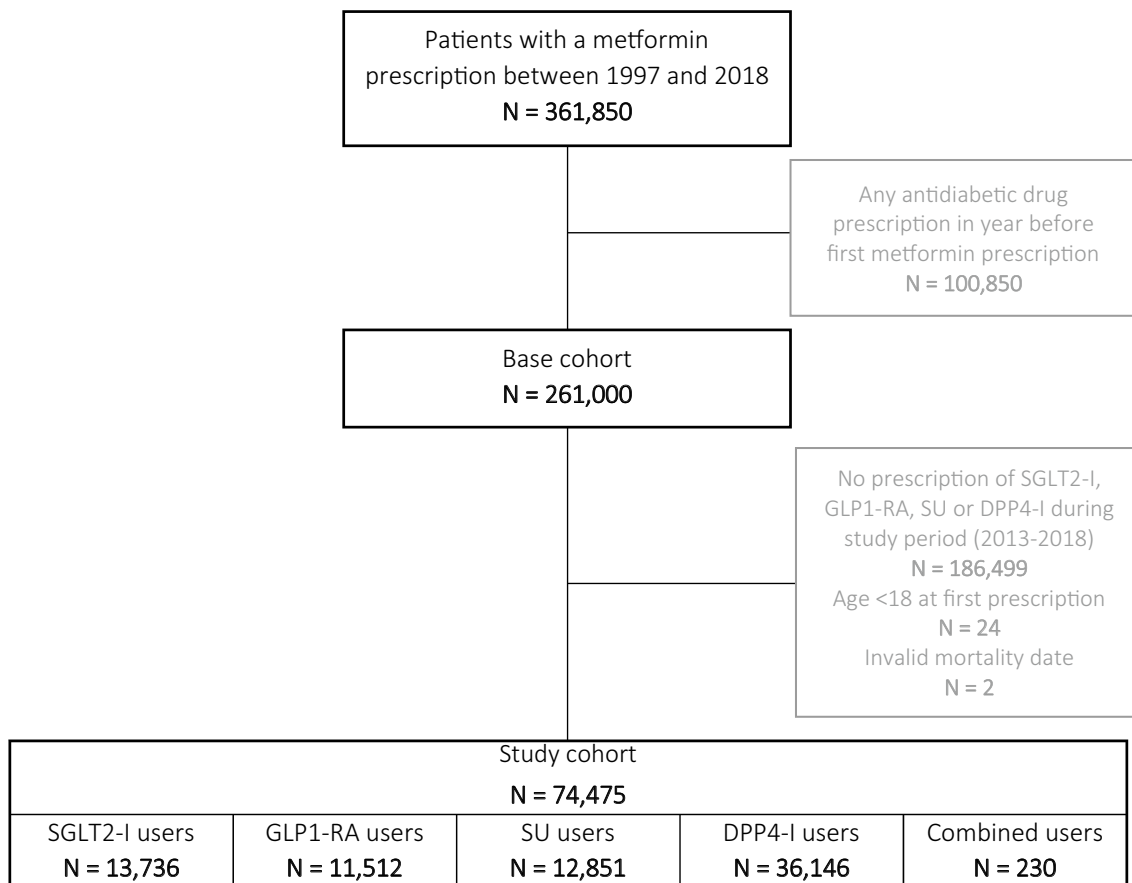 Patients with a metformin
prescription between 1997 and 2018
N = 361,850
Any antidiabetic drug
prescription in year before
first metformin prescription
N = 100,850
Base cohort
N = 261,000
No prescription of SGLT2-I,
GLP1-RA, SU or DPP4-I during
study period (2013-2018)
N = 186,499
Age <18 at first prescription
N = 24
Invalid mortality date
N = 2
Study cohort
N = 74,475
SGLT2-I users
N = 13,736
GLP1-RA users
N = 11,512
SU users
N = 12,851
DPP4-I users
N = 36,146
Combined users
N = 230